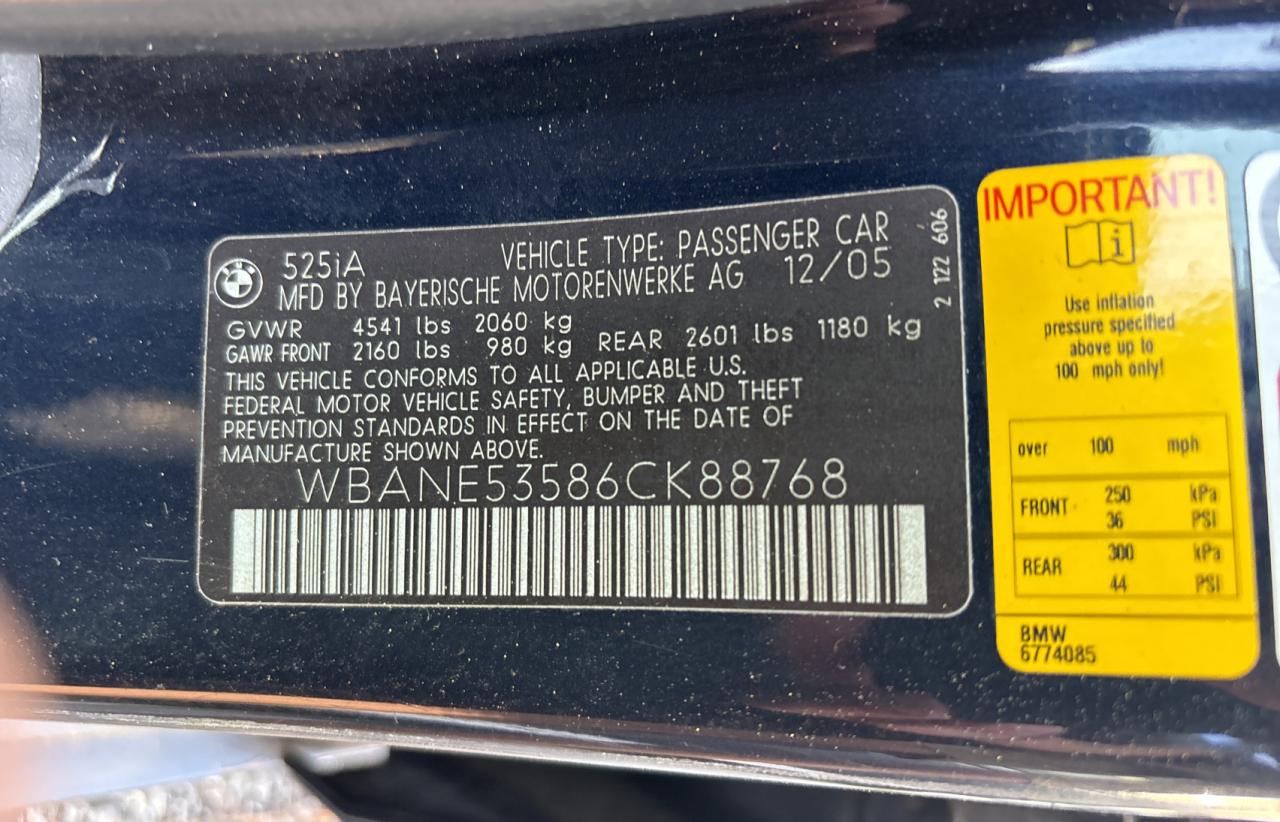 525iA VEHICLE TYPE: PASSENGER CAR
MFD BY BAYERISCHE MOTORENWERKE AG 12/05
GVWR 4541 lbs 2060 kg
GAWR FRONT 2160 lbs 980 kg REAR 2601 lbs 1180 kg
THIS VEHICLE CONFORMS TO ALL APPLICABLE U.S.
FEDERAL MOTOR VEHICLE SAFETY, BUMPER AND THEFT
PREVENTION STANDARDS IN EFFECT ON THE DATE OF
MANUFACTURE SHOWN ABOVE.
WBANE53586CK88768
2 122 606
IMPORTANT!
Use inflation
pressure specified
above up to
100 mph only!
over 100 mph
FRONT 250 kPa
36 PSI
REAR 300 kPa
44 PSI
BMW
6774085